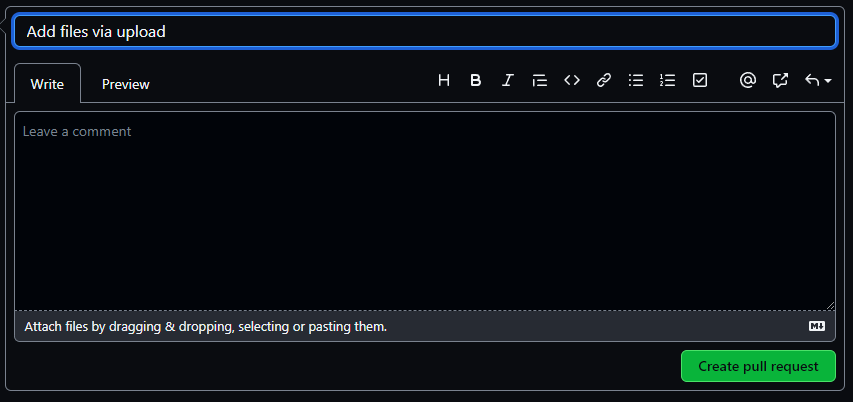 Add files via upload
Write Preview
Leave a comment
Attach files by dragging & dropping, selecting or pasting them.
Create pull request